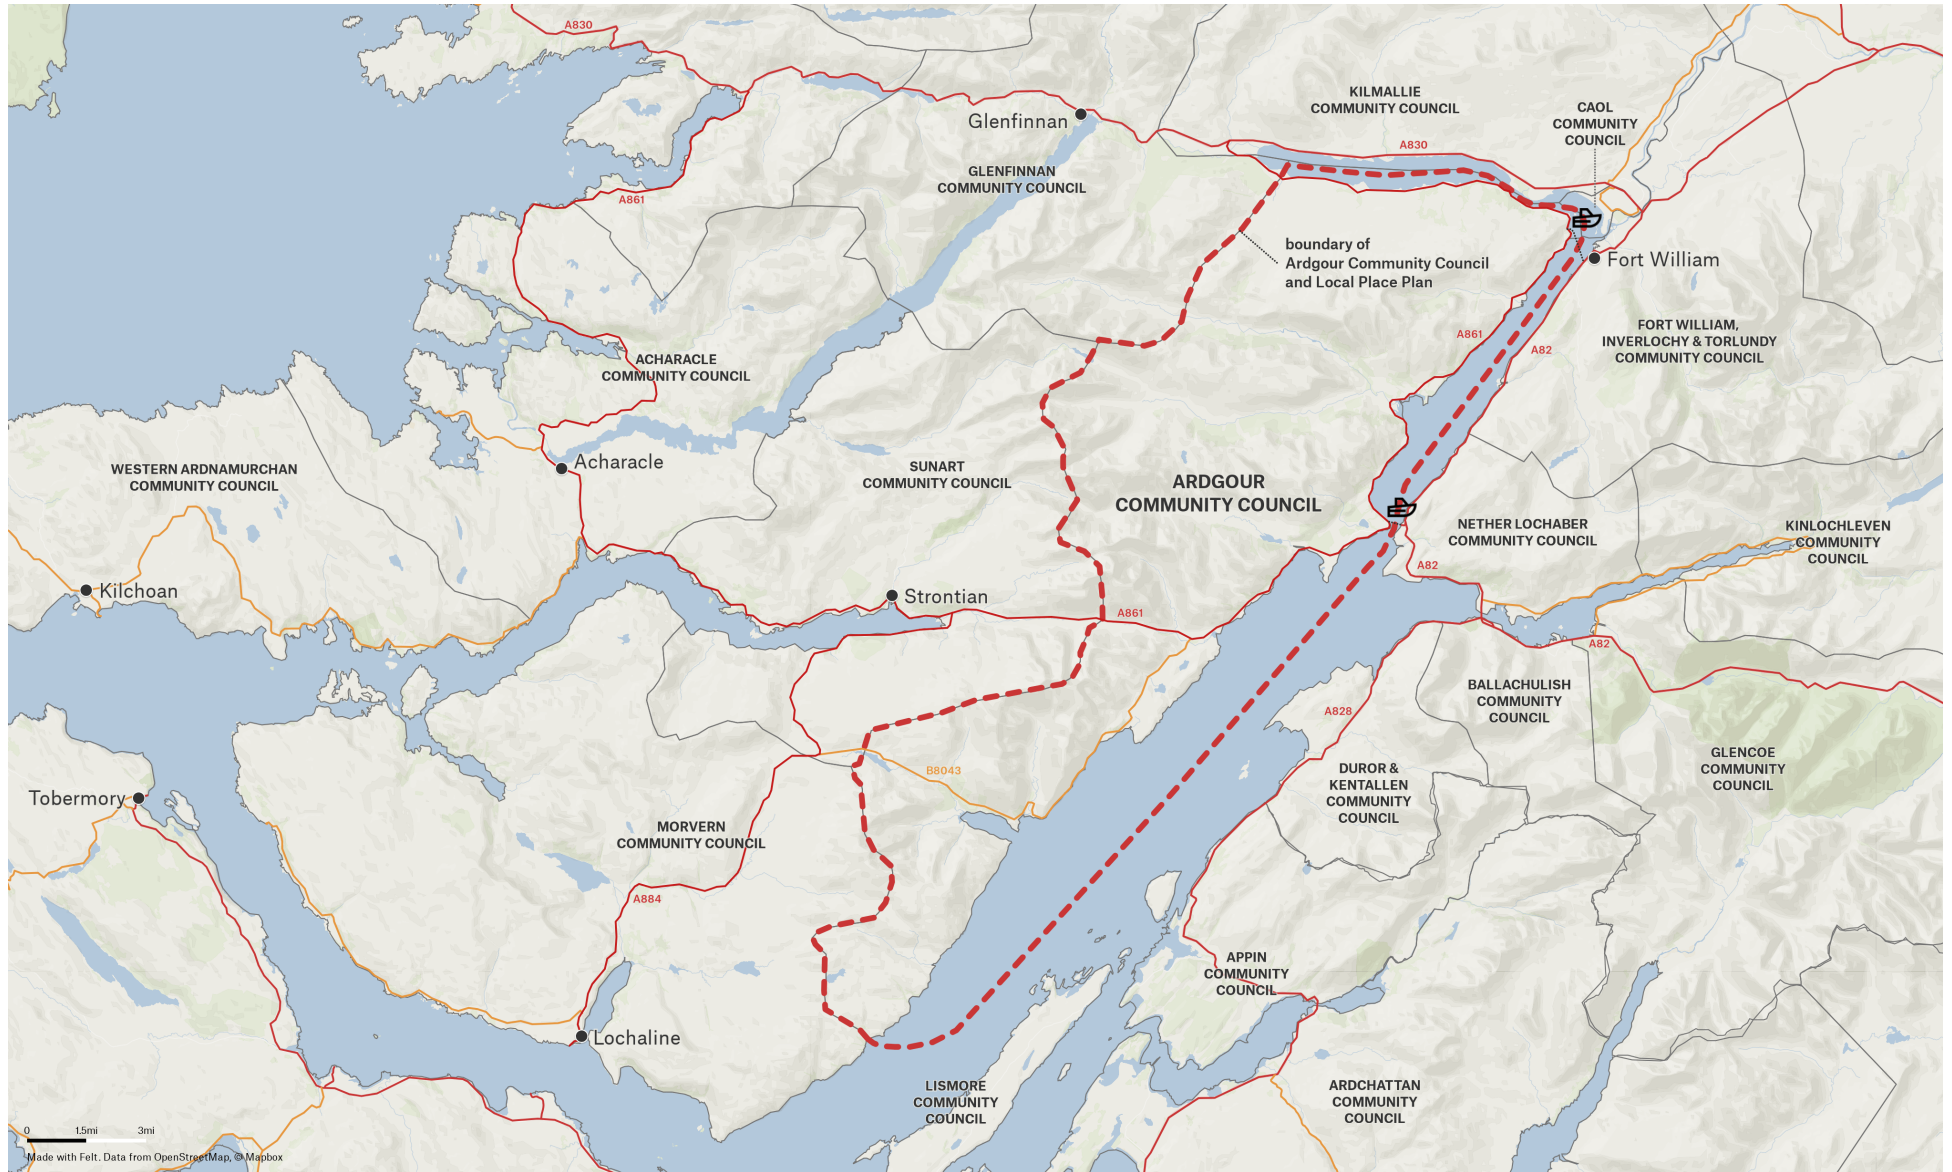 A830
KILMALLIE
COMMUNITY COUNCIL
CAOL
COMMUNITY
COUNCIL
Glenfinnan
A830
GLENFINNAN
COMMUNITY COUNCIL
A861
boundary of
Ardgour Community Council
and Local Place Plan
Fort William
FORT WILLIAM,
INVERLOCHY & TORLUNDY
COMMUNITY COUNCIL
A861
A82
ACHARACLE
COMMUNITY COUNCIL
Acharacle
WESTERN ARDNAMURCHAN
COMMUNITY COUNCIL
SUNART
COMMUNITY COUNCIL
ARDGOUR
COMMUNITY COUNCIL
NETHER LOCHABER
COMMUNITY COUNCIL
KINLOCHLEVEN
COMMUNITY
COUNCIL
A82
Kilchoan
Strontian
A861
A82
BALLACHULISH
COMMUNITY
COUNCIL
A828
GLENCOE
COMMUNITY
COUNCIL
B8043
DUROR &
KENTALLEN
COMMUNITY
COUNCIL
Tobermory
MORVERN
COMMUNITY COUNCIL
A884
APPIN
COMMUNITY
COUNCIL
Lochaline
LISMORE
COMMUNITY
COUNCIL
ARDCHATTAN
COMMUNITY
COUNCIL
0 1.5mi 3mi
Made with Felt. Data from OpenStreetMap, © Mapbox